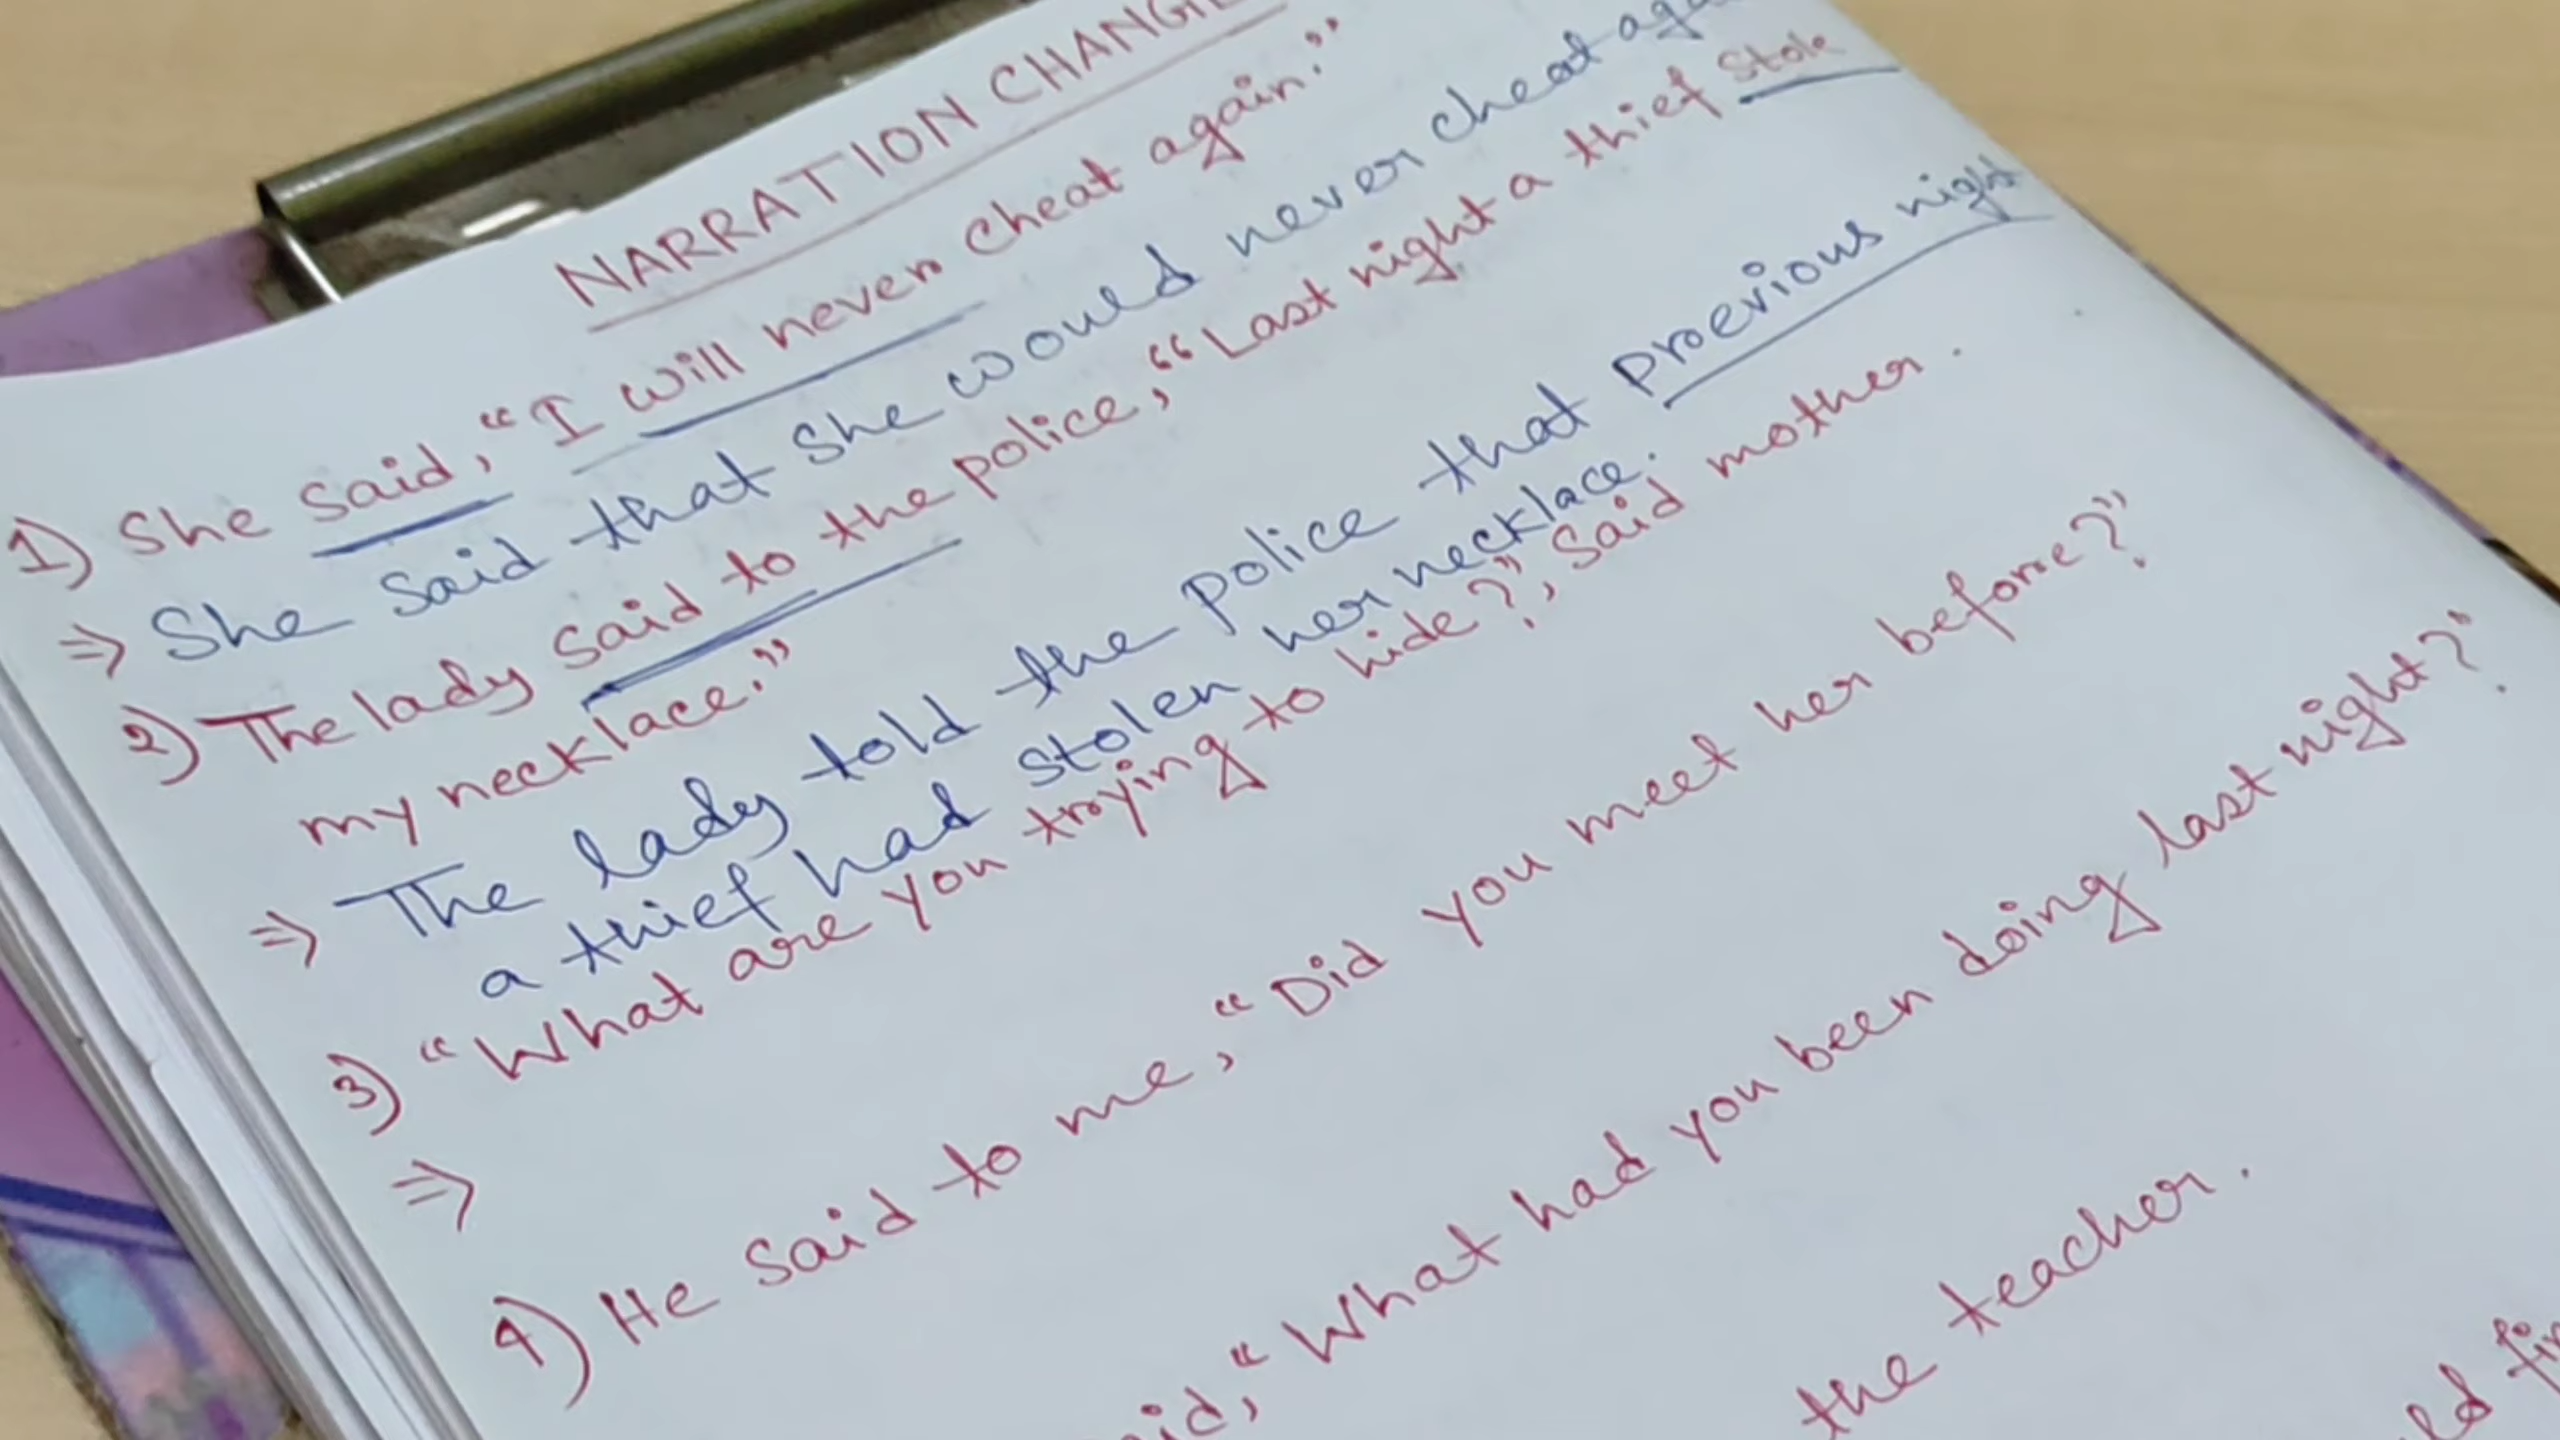 NARRATION CHANGE
1) She said, "I will never cheat again."
⇒ She said that she would never cheat again
2) The lady said to the police, "Last night a thief stole
my necklace."
⇒ The lady told the police that previous night
a thief had stolen her necklace.
3) "What are you trying to hide?", said mother.
⇒
4) He said to me, "Did you meet her before?"
"What had you been doing last night?"
the teacher.